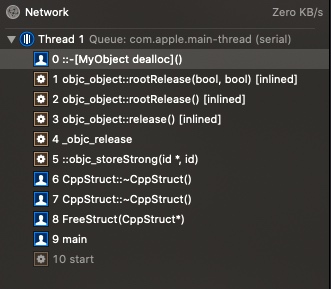 Network Zero KB/s
Thread 1 Queue: com.apple.main-thread (serial)
0 ::-[MyObject dealloc]()
1 objc_object::rootRelease(bool, bool) [inlined]
2 objc_object::rootRelease() [inlined]
3 objc_object::release() [inlined]
4 _objc_release
5 ::objc_storeStrong(id *, id)
6 CppStruct::~CppStruct()
7 CppStruct::~CppStruct()
8 FreeStruct(CppStruct*)
9 main
10 start